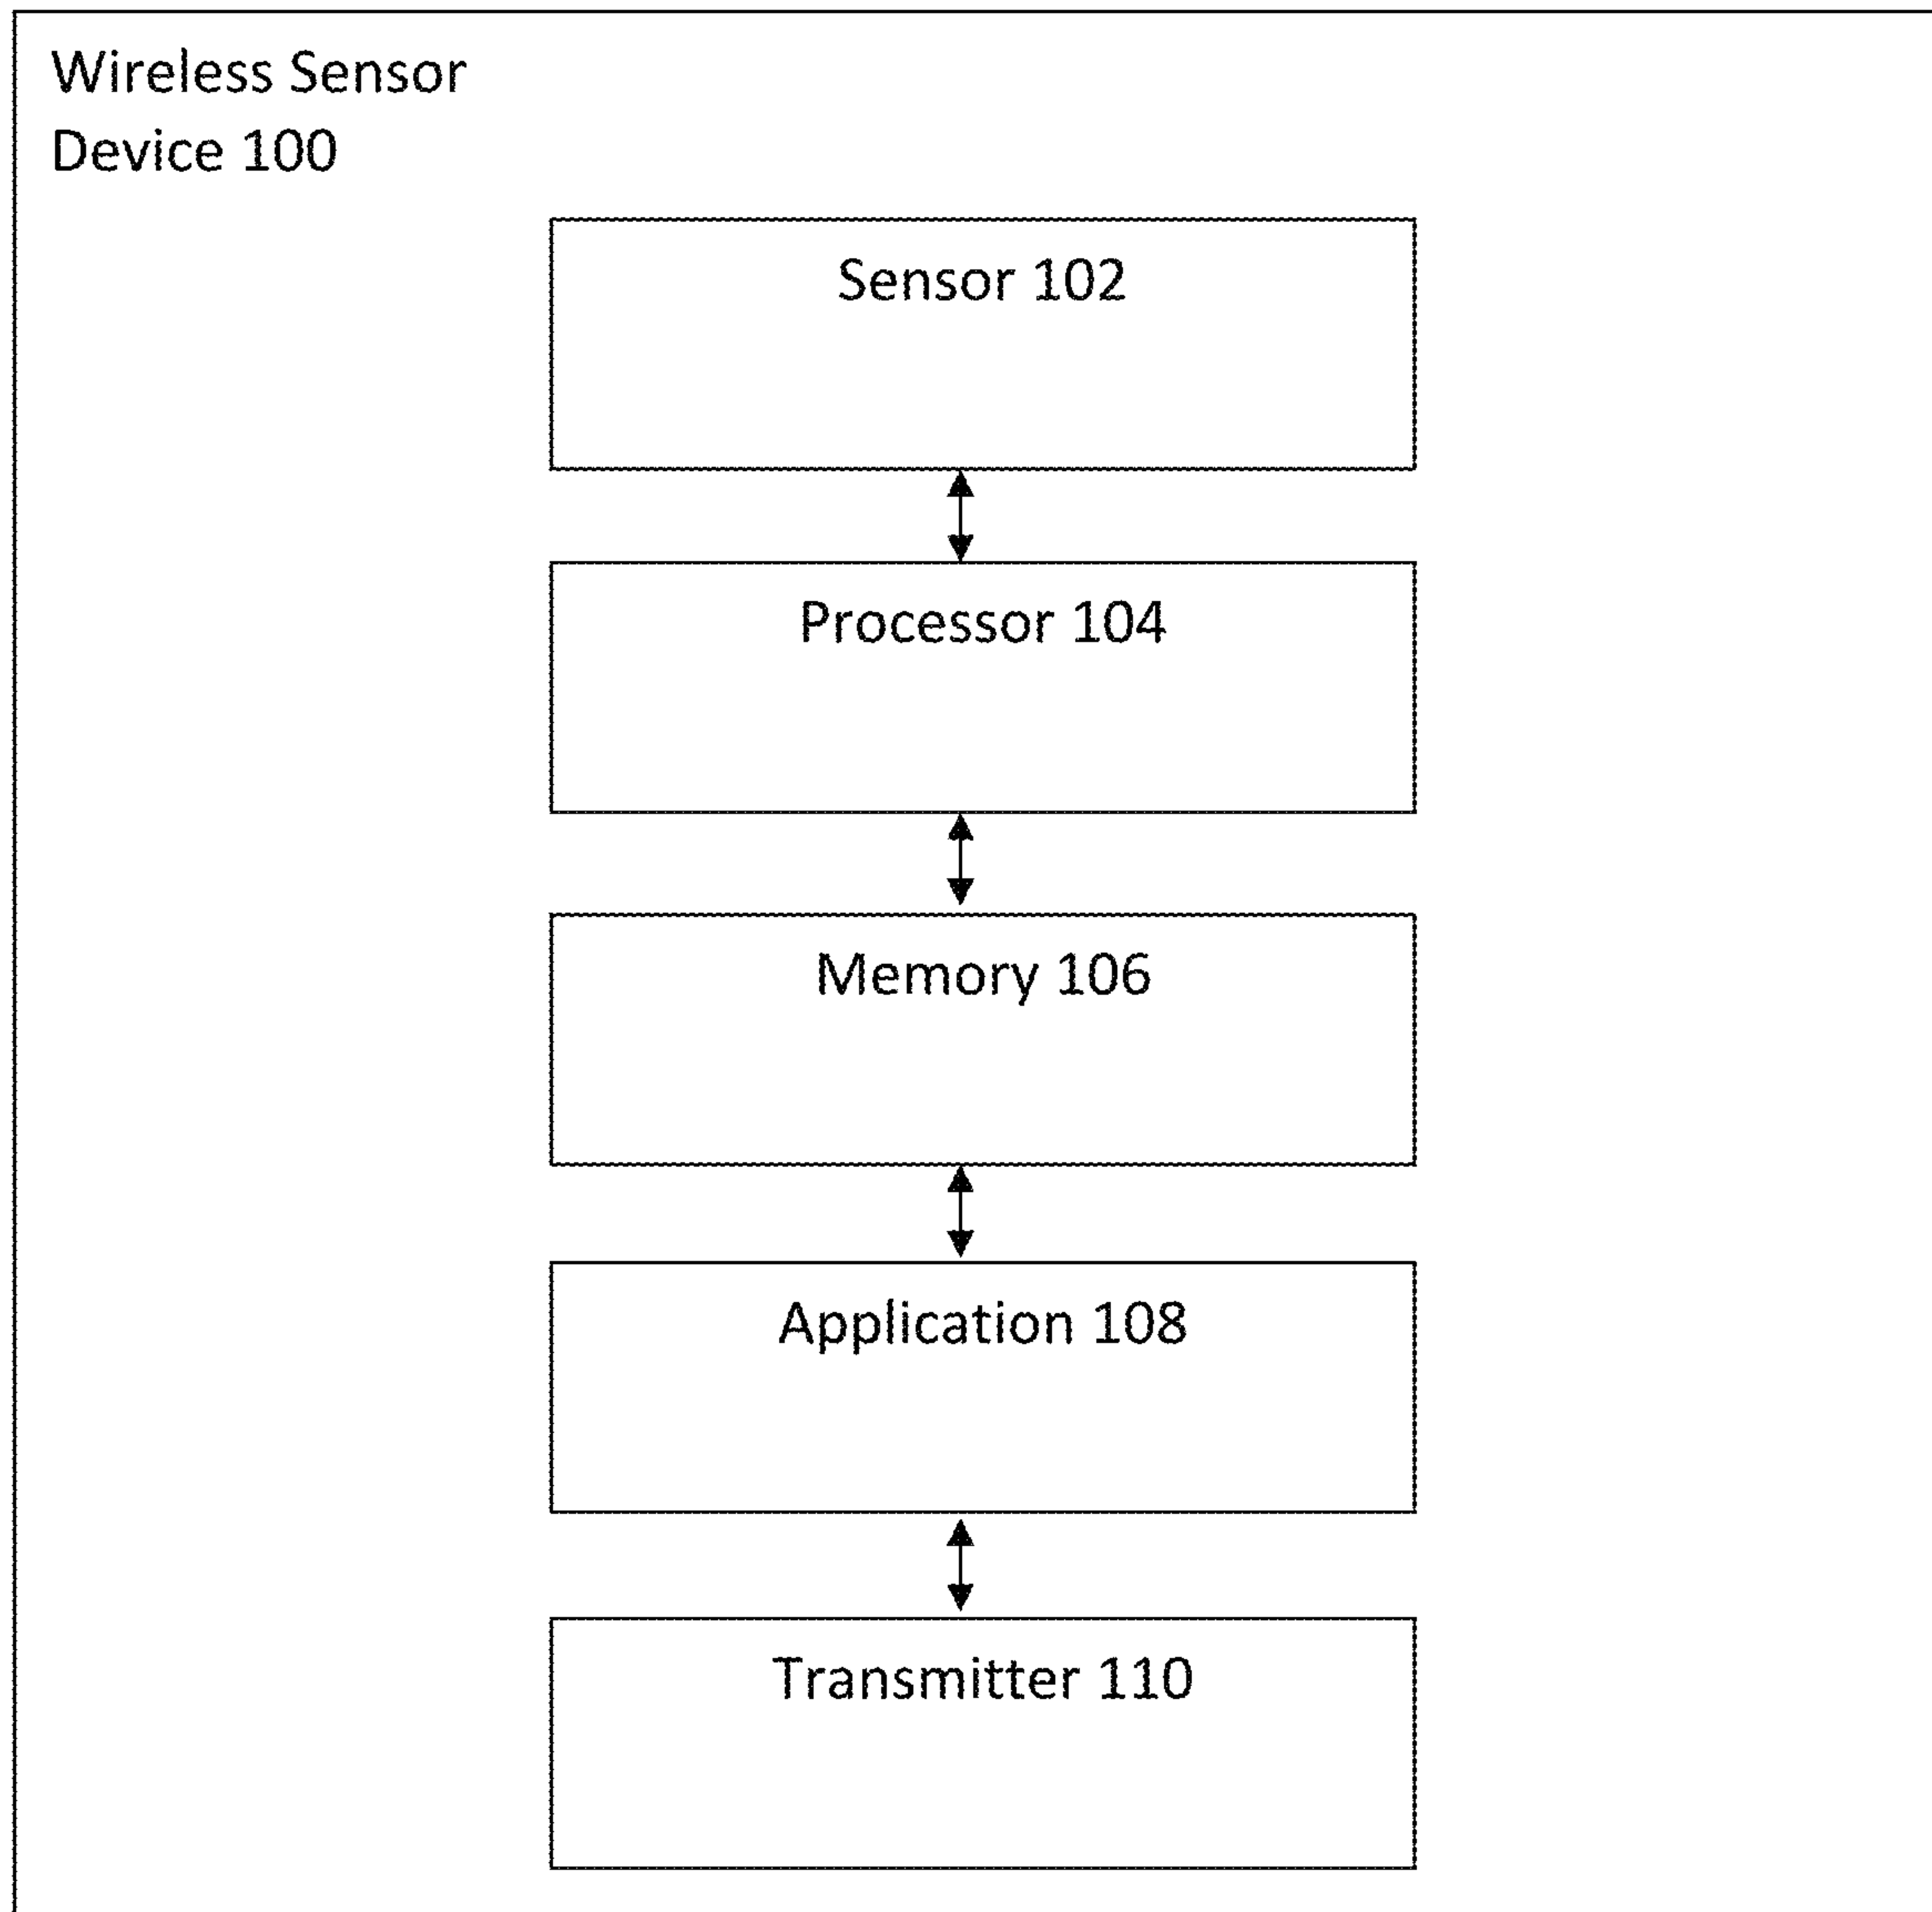 Wireless Sensor
Device 100
Sensor 102
Processor 104
Memory 106
Application 108
Transmitter 110